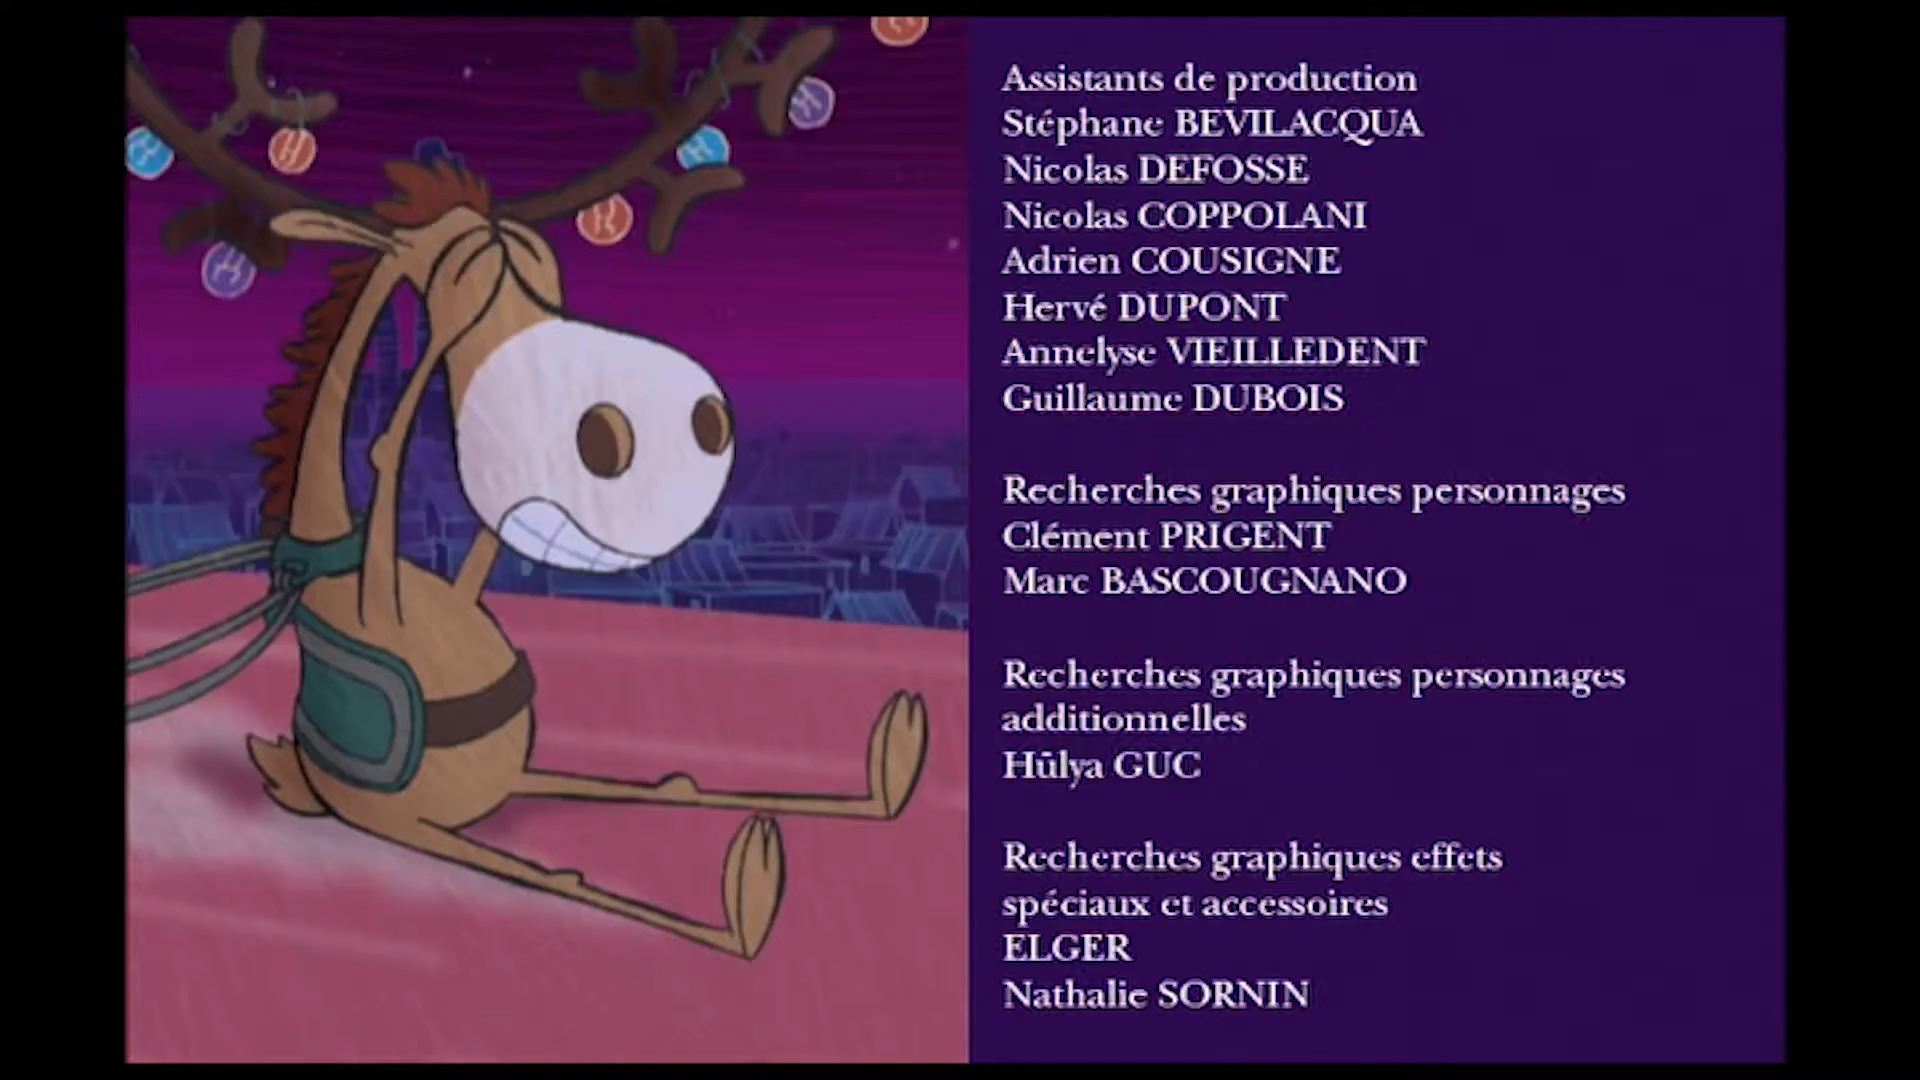 Assistants de production
Stéphane BEVILACQUA
Nicolas DEFOSSE
Nicolas COPPOLANI
Adrien COUSIGNE
Hervé DUPONT
Annelyse VIEILLEDENT
Guillaume DUBOIS
Recherches graphiques personnages
Clément PRIGENT
Marc BASCOUGNANO
Recherches graphiques personnages
additionnelles
Hülya GUC
Recherches graphiques effets
spéciaux et accessoires
ELGER
Nathalie SORNIN